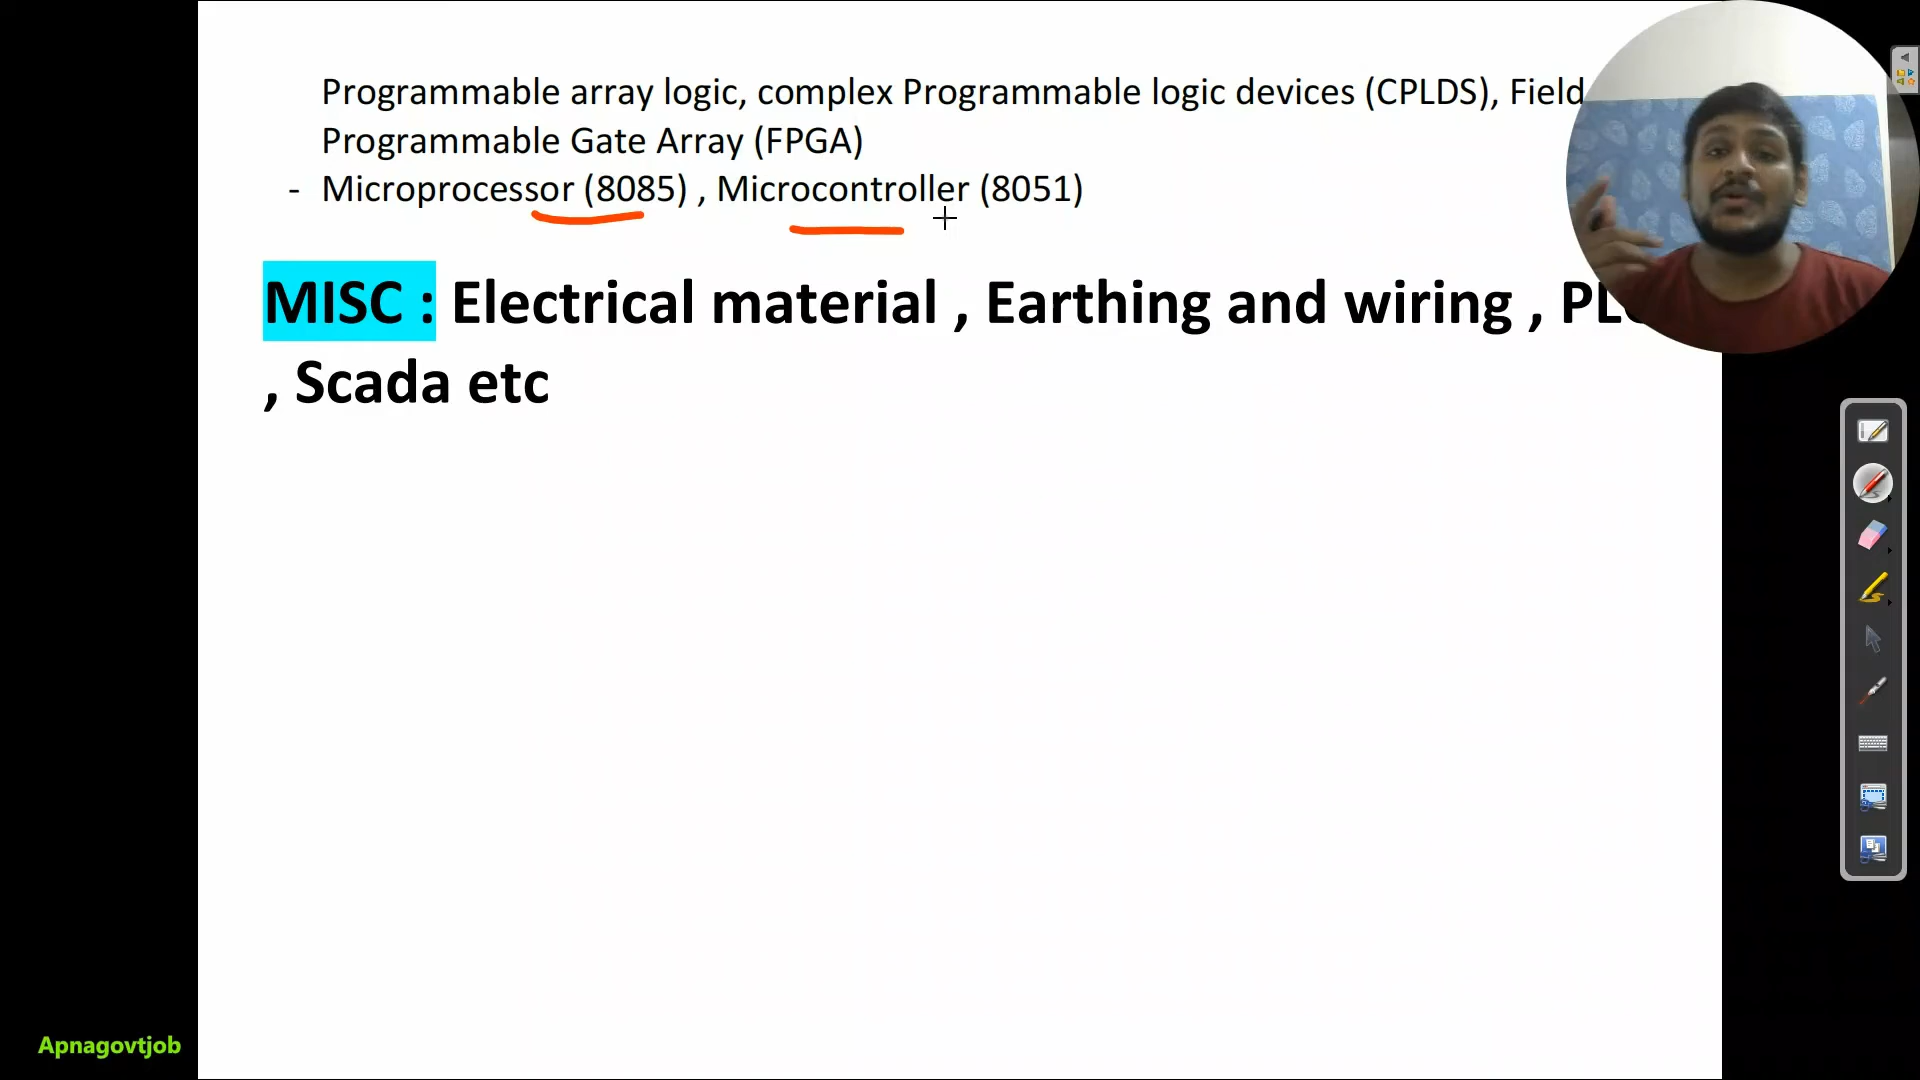 Programmable array logic, complex Programmable logic devices (CPLDS), Field
Programmable Gate Array (FPGA)
- Microprocessor (8085) , Microcontroller (8051)
MISC : Electrical material , Earthing and wiring ,
, Scada etc
Apnagovtjob